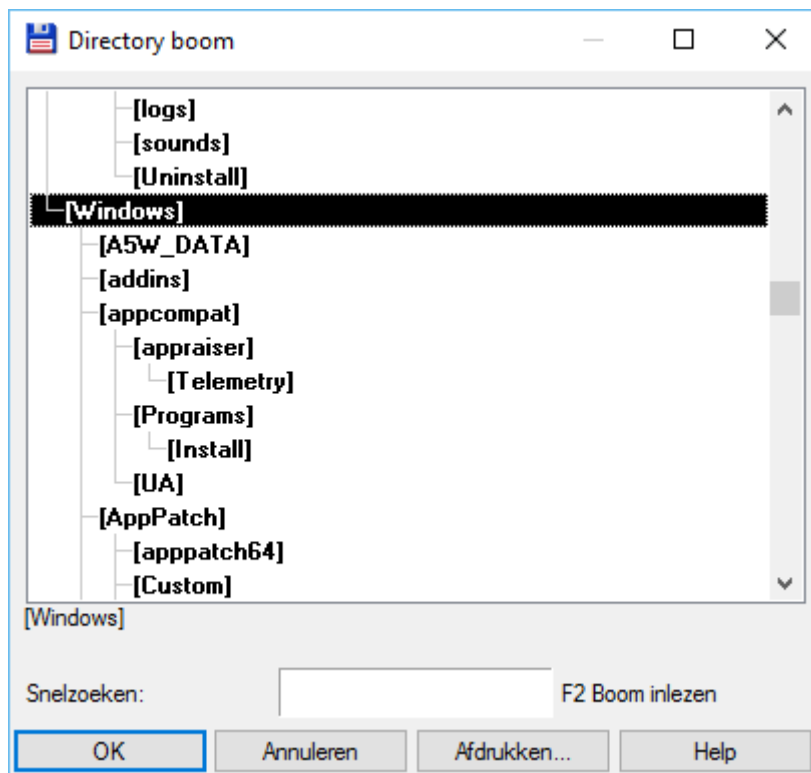 Directory boom
[logs]
[sounds]
[Uninstall]
[Windows]
[A5W_DATA]
[addins]
[appcompat]
[appraiser]
[Telemetry]
[Programs]
[Install]
[UA]
[AppPatch]
[apppatch64]
[Custom]
[Windows]
Snelzoeken: F2 Boom inlezen
OK Annuleren Afdrukken... Help